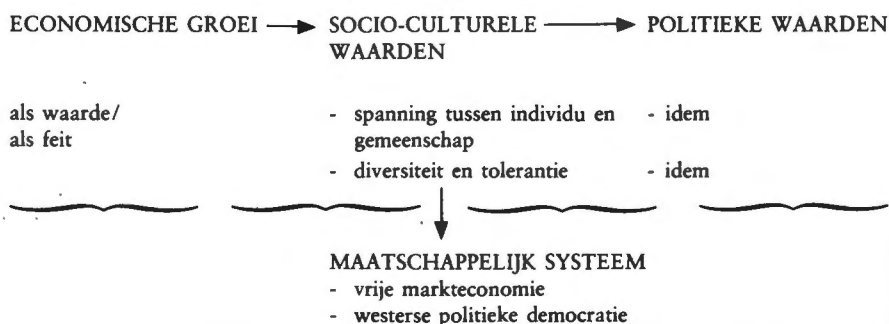 ECONOMISCHE GROEI → SOCIO-CULTURELE → POLITIEKE WAARDEN
WAARDEN
als waarde/ - spanning tussen individu en - idem
als feit gemeenschap
- diversiteit en tolerantie - idem
MAATSCHAPPELIJK SYSTEEM
- vrije markteconomie
- westerse politieke democratie